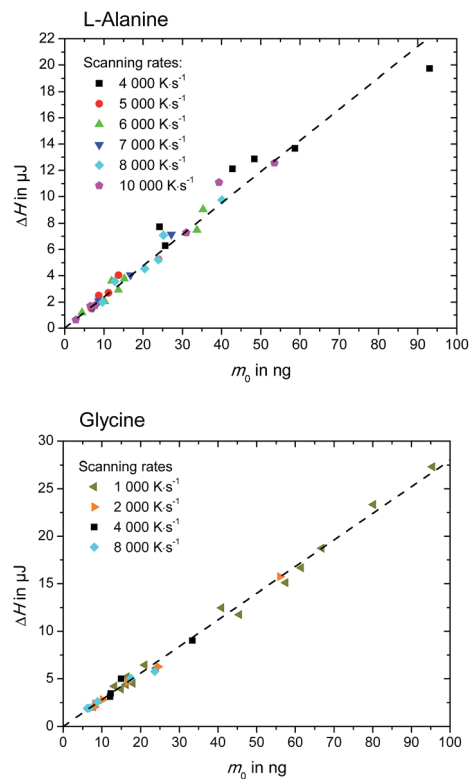 L-Alanine
22
20
18
16
14
12
10
8
6
4
2
0
ΔH in µJ
Scanning rates:
4 000 K·s⁻¹
5 000 K·s⁻¹
6 000 K·s⁻¹
7 000 K·s⁻¹
8 000 K·s⁻¹
10 000 K·s⁻¹
0 10 20 30 40 50 60 70 80 90 100
m₀ in ng
Glycine
30
25
20
15
10
5
0
ΔH in µJ
Scanning rates
1 000 K·s⁻¹
2 000 K·s⁻¹
4 000 K·s⁻¹
8 000 K·s⁻¹
0 10 20 30 40 50 60 70 80 90 100
m₀ in ng